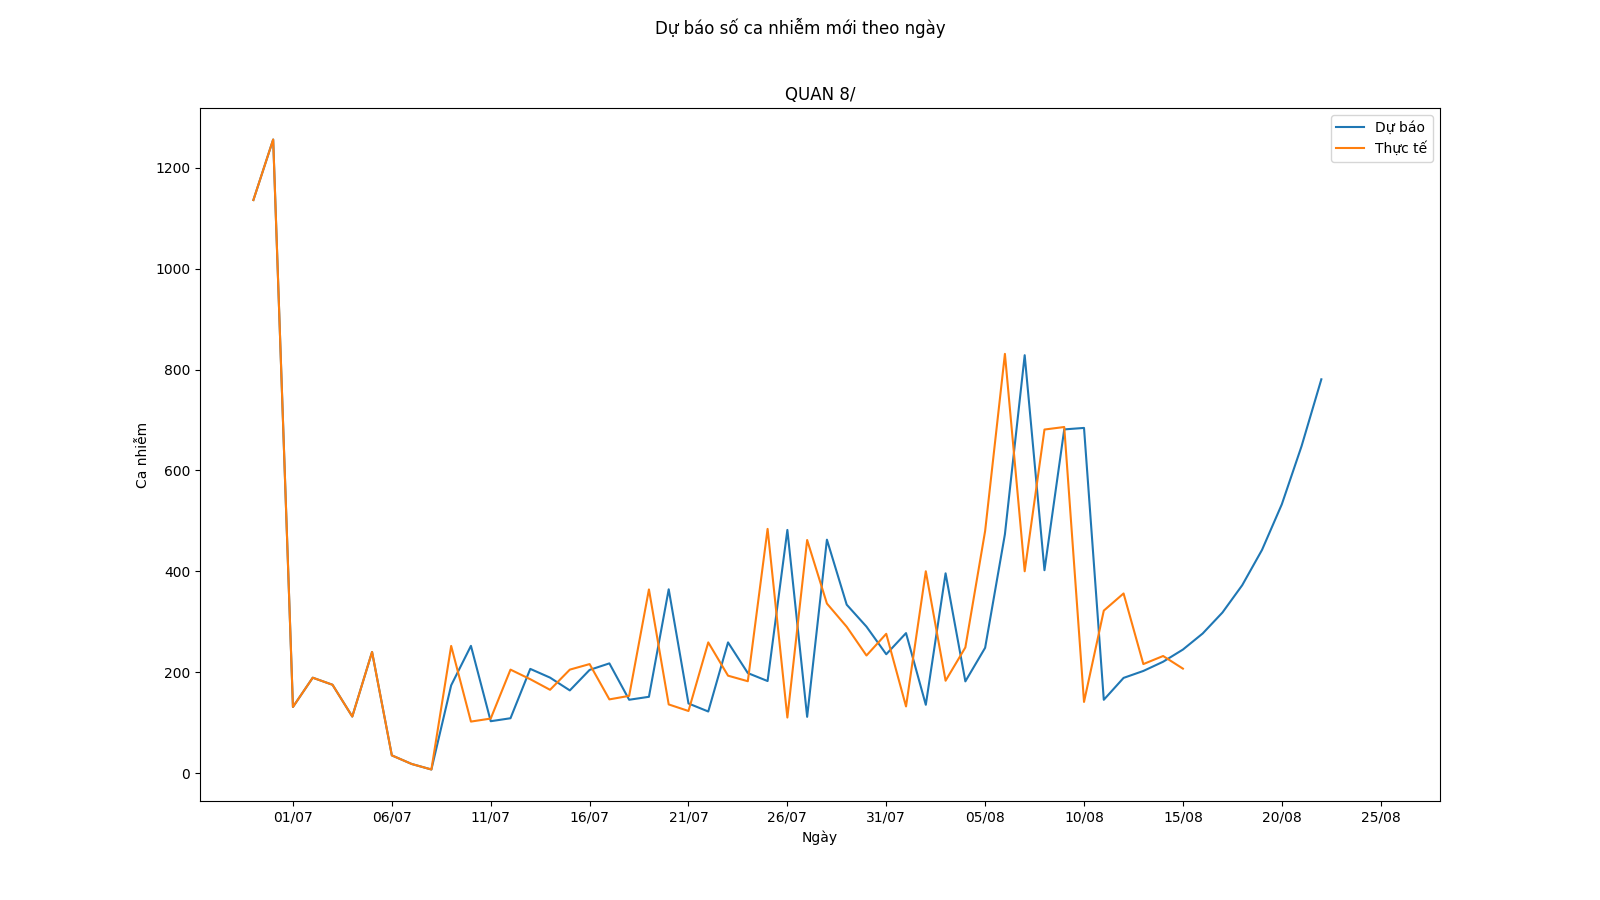 Dự báo số ca nhiễm mới theo ngày
QUAN 8/
Dự báo
Thực tế
1200
1000
800
600
400
200
0
Ca nhiễm
01/07 06/07 11/07 16/07 21/07 26/07 31/07 05/08 10/08 15/08 20/08 25/08
Ngày